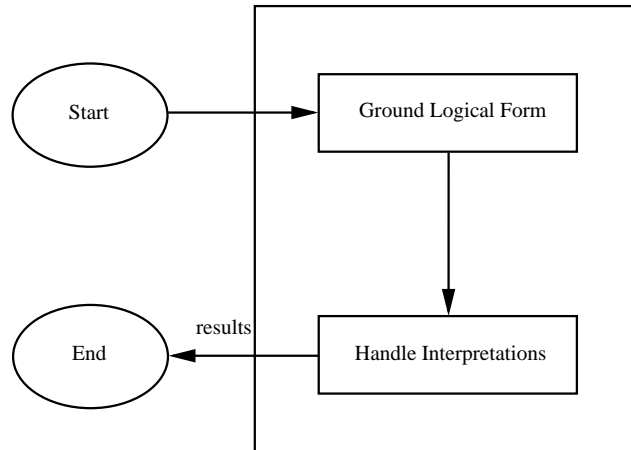 Start
Ground Logical Form
results
End
Handle Interpretations